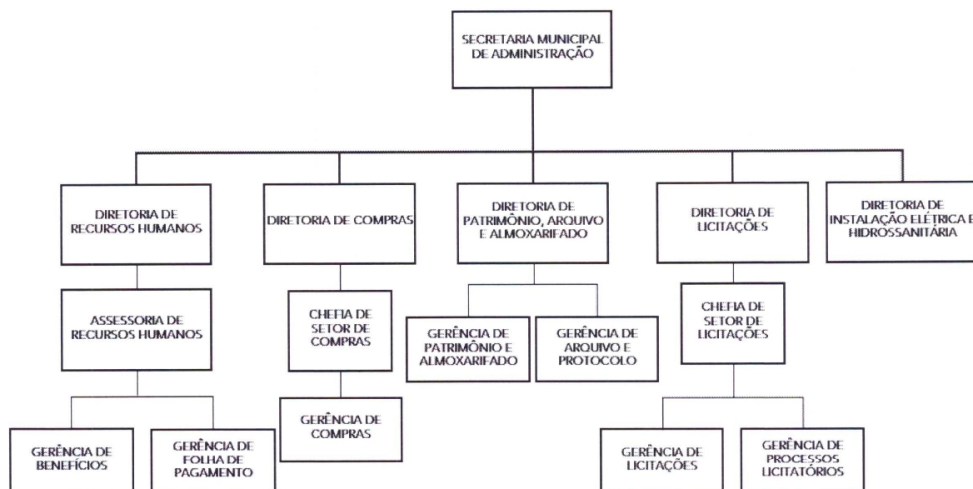 SECRETARIA MUNICIPAL
DE ADMINISTRAÇÃO
DIRETORIA DE
RECURSOS HUMANOS
DIRETORIA DE COMPRAS
DIRETORIA DE
PATRIMÔNIO, ARQUIVO
E ALMOXARIFADO
DIRETORIA DE
LICITAÇÕES
DIRETORIA DE
INSTALAÇÃO ELÉTRICA E
HIDROSSANITÁRIA
ASSESSORIA DE
RECURSOS HUMANOS
CHEFIA DE
SETOR DE
COMPRAS
GERÊNCIA DE
PATRIMÔNIO E
ALMOXARIFADO
GERÊNCIA DE
ARQUIVO E
PROTOCOLO
CHEFIA DE
SETOR DE
LICITAÇÕES
GERÊNCIA DE
BENEFÍCIOS
GERÊNCIA DE
FOLHA DE
PAGAMENTO
GERÊNCIA DE
COMPRAS
GERÊNCIA DE
LICITAÇÕES
GERÊNCIA DE
PROCESSOS
LICITATÓRIOS